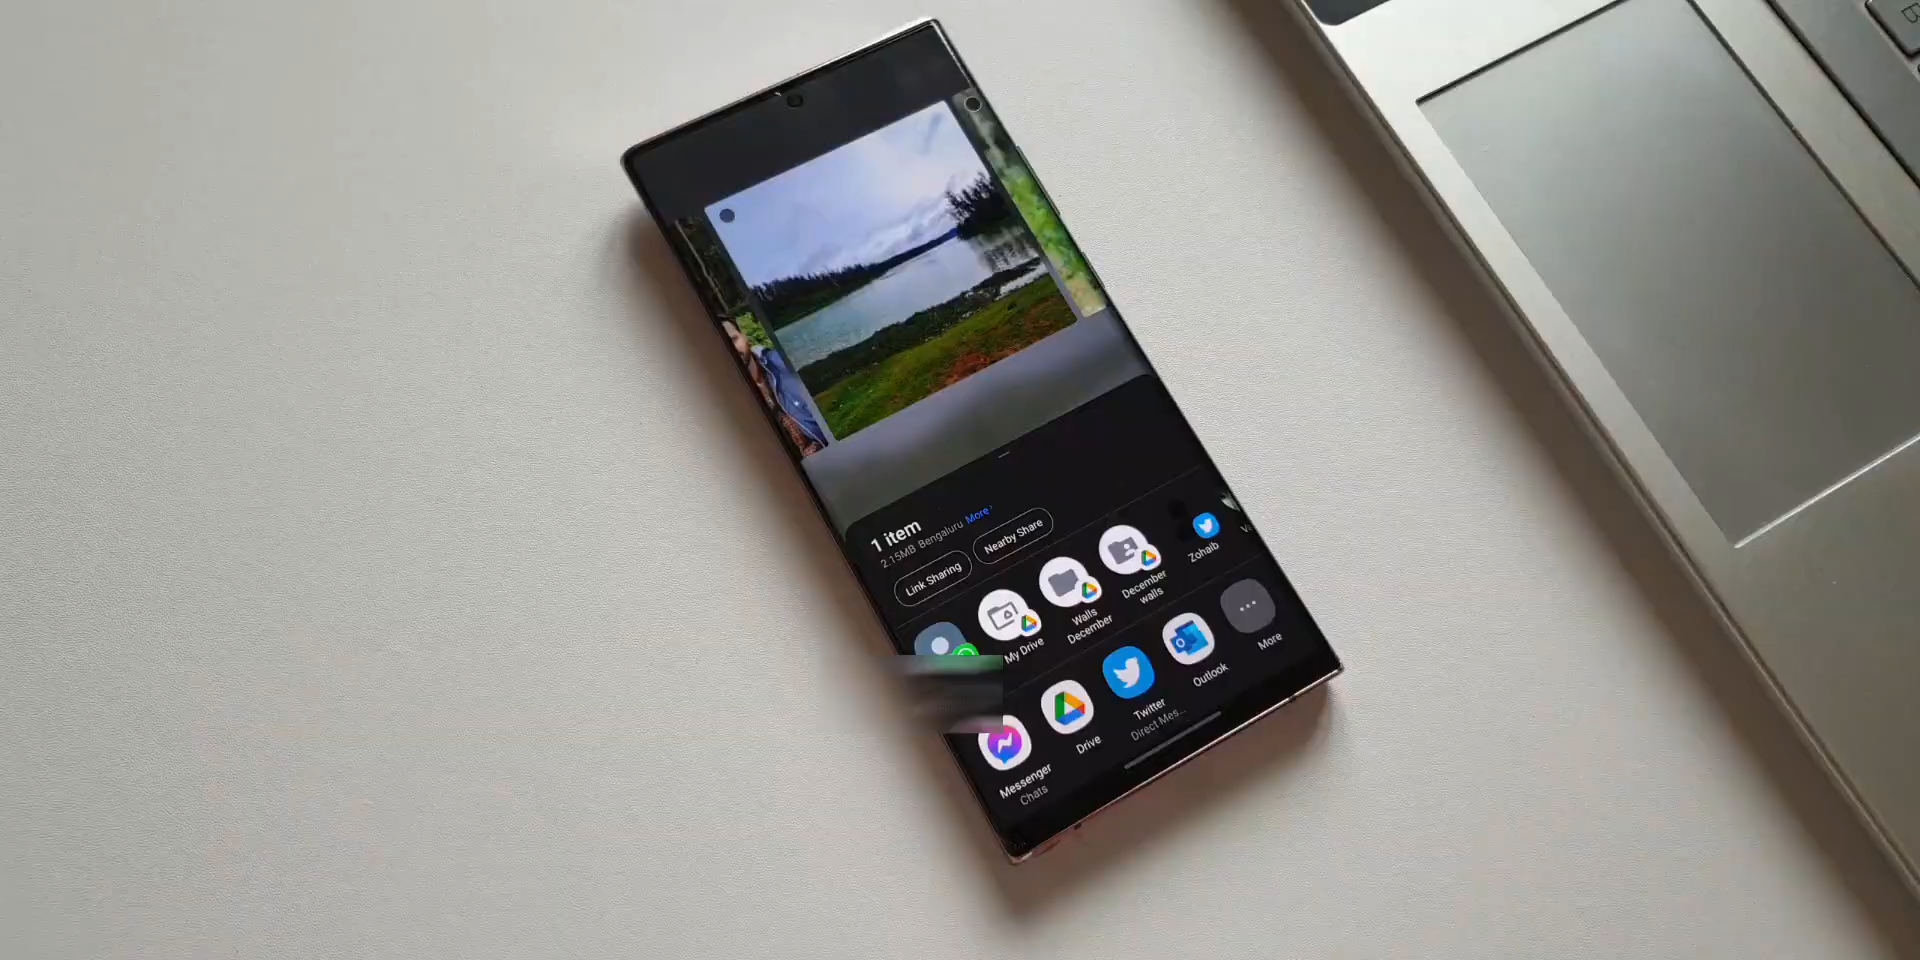 1 item
2.15MB Bengaluru More
Link Sharing
Nearby Share
My Drive
Walls
December
December
walls
Zohaib
Messenger
Chats
Drive
Twitter
Direct Mes...
Outlook
More